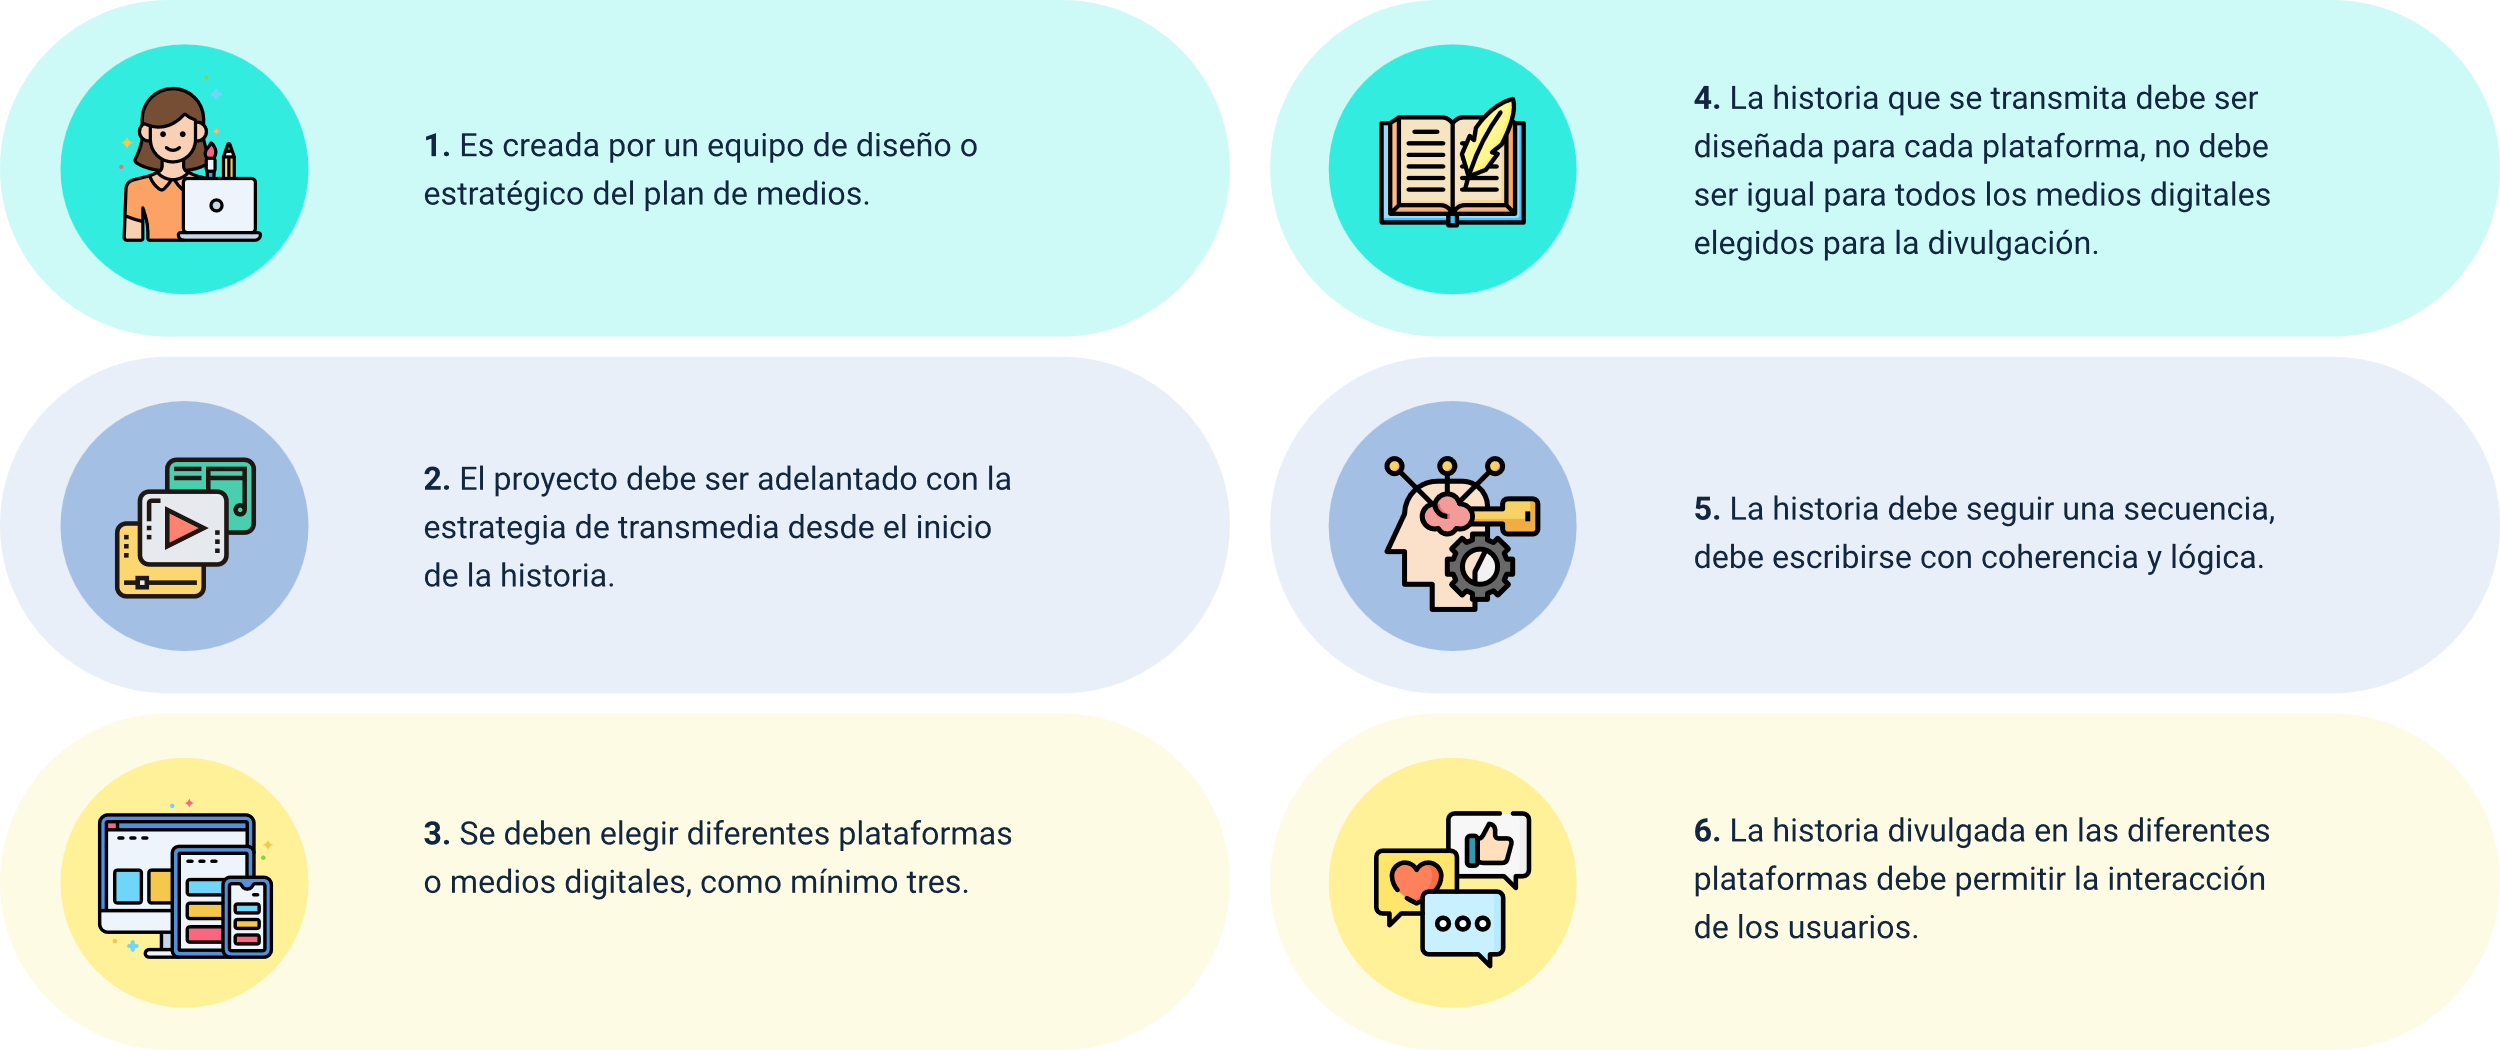 1. Es creada por un equipo de diseño o
estratégico del plan de medios.
2. El proyecto debe ser adelantado con la
estrategia de transmedia desde el inicio
de la historia.
3. Se deben elegir diferentes plataformas
o medios digitales, como mínimo tres.
4. La historia que se transmita debe ser
diseñada para cada plataforma, no debe
ser igual para todos los medios digitales
elegidos para la divulgación.
5. La historia debe seguir una secuencia,
debe escribirse con coherencia y lógica.
6. La historia divulgada en las diferentes
plataformas debe permitir la interacción
de los usuarios.